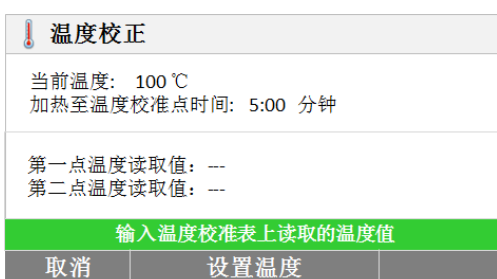 温度校正
当前温度: 100℃
加热至温度校准点时间: 5:00 分钟
第一点温度读取值：---
第二点温度读取值：---
输入温度校准表上读取的温度值
取消 设置温度